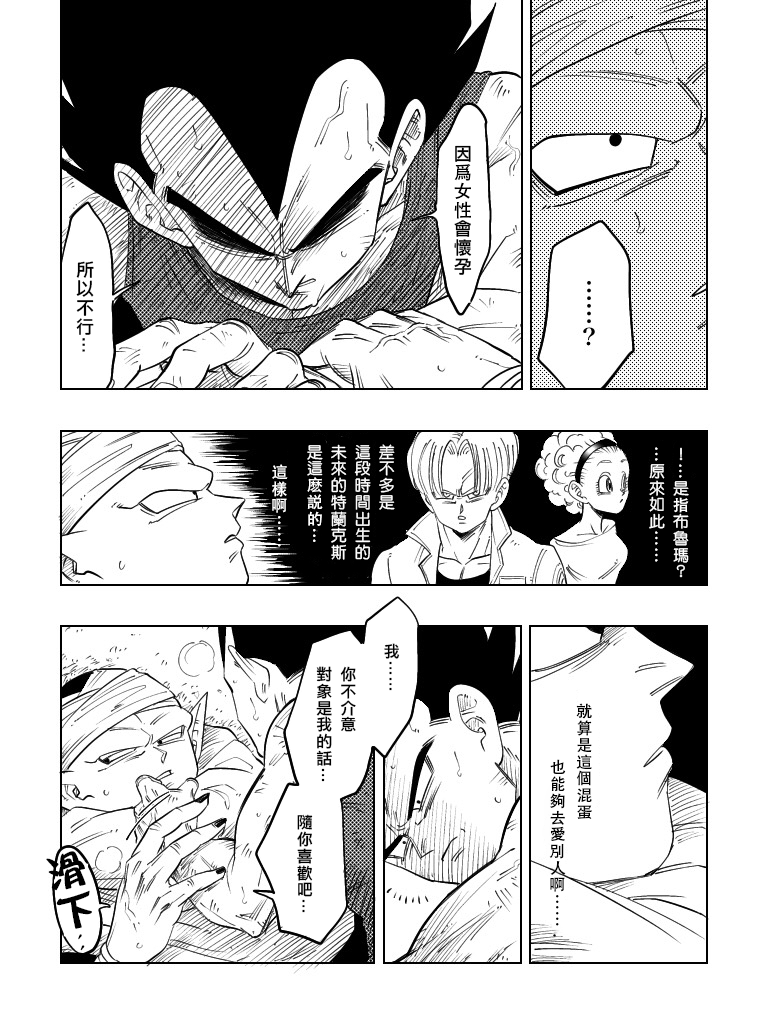 ……?
因爲女性會懷孕
所以不行…
!…是指布魯瑪?
…原來如此……
差不多是
這段時間出生的
未來的特蘭克斯
是這麽説的…
這樣啊……
就算是這個混蛋
也能夠去愛別人啊……
我……
你不介意
對象是我的話…
隨你喜歡吧…
滑下…